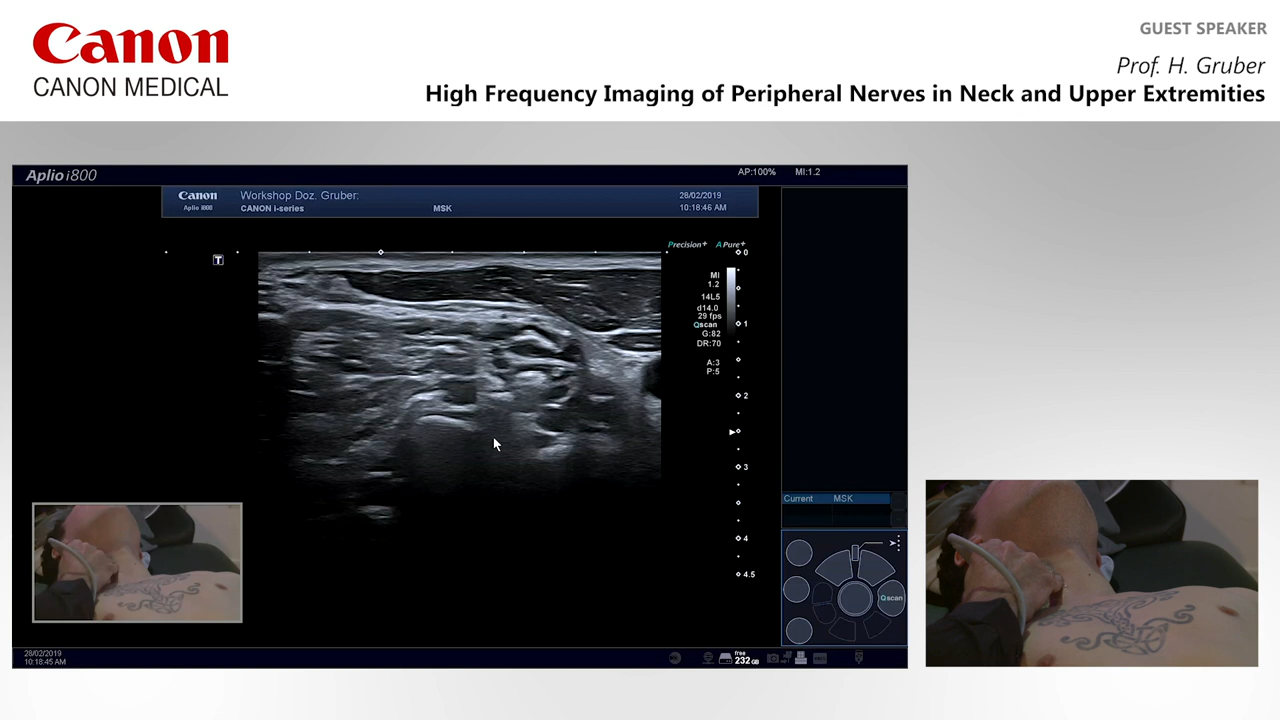 Canon
CANON MEDICAL
GUEST SPEAKER
Prof. H. Gruber
High Frequency Imaging of Peripheral Nerves in Neck and Upper Extremities
Aplio i800
AP:100% MI:1.2
Canon
Aplio i800
Workshop Doz. Gruber:
CANON i-series MSK
28/02/2019
10:18:46 AM
T
Precision+ APure+
0
MI
1.2
14L5
d14.0
29 fps
Qscan
G:82
DR:70
A:3
P:5
1
2
3
4
4.5
Current MSK
Qscan
28/02/2019
10:18:45 AM
free
232GB